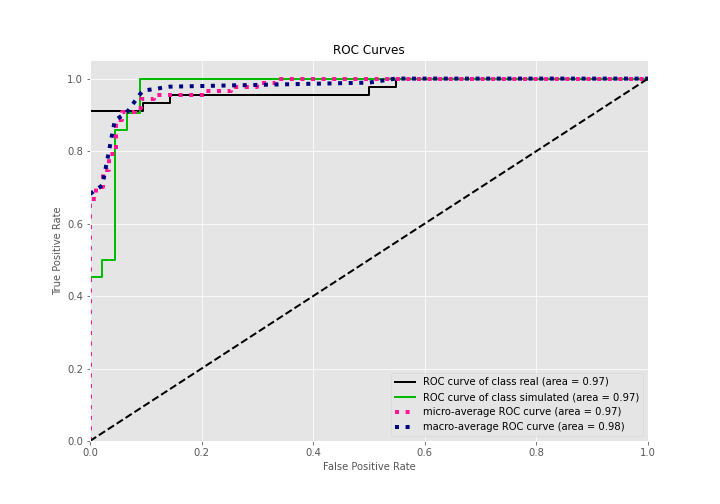 ROC Curves
True Positive Rate
1.0
0.8
0.6
0.4
0.2
0.0
0.0 0.2 0.4 0.6 0.8 1.0
False Positive Rate
ROC curve of class real (area = 0.97)
ROC curve of class simulated (area = 0.97)
micro-average ROC curve (area = 0.97)
macro-average ROC curve (area = 0.98)